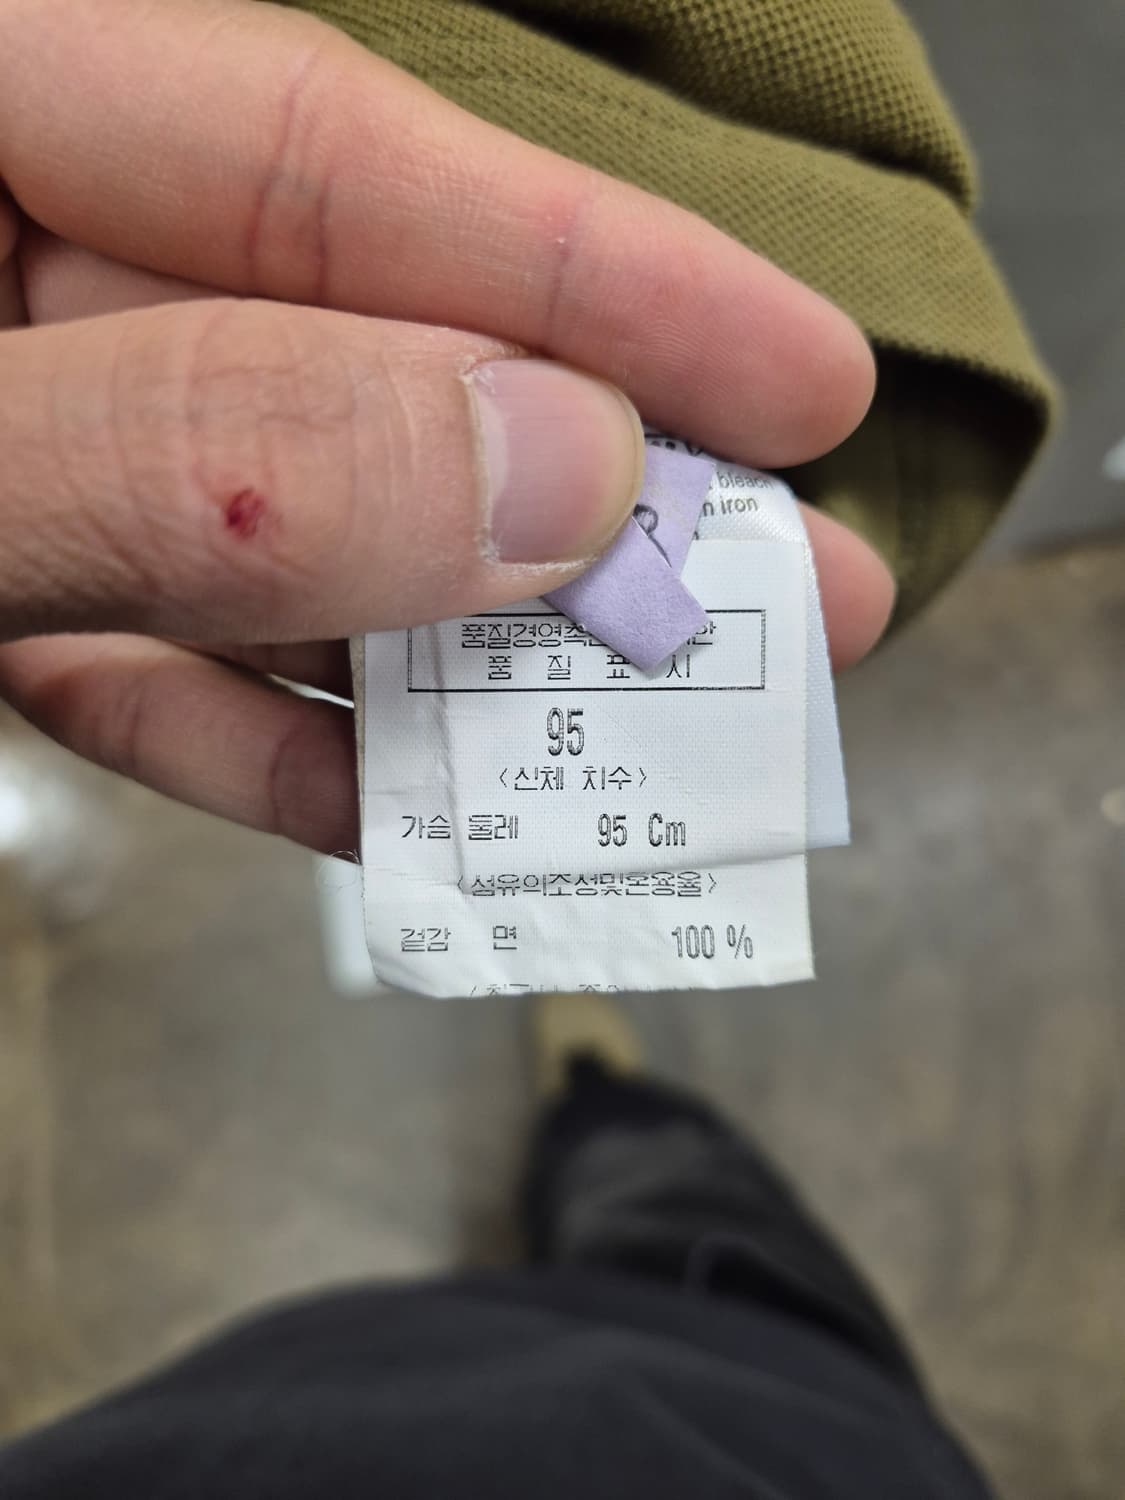 bleach
iron
품 질 표 시
95
<신체 치수>
가슴 둘레 95 Cm
<섬유의조성및혼용율>
겉감 면 100 %